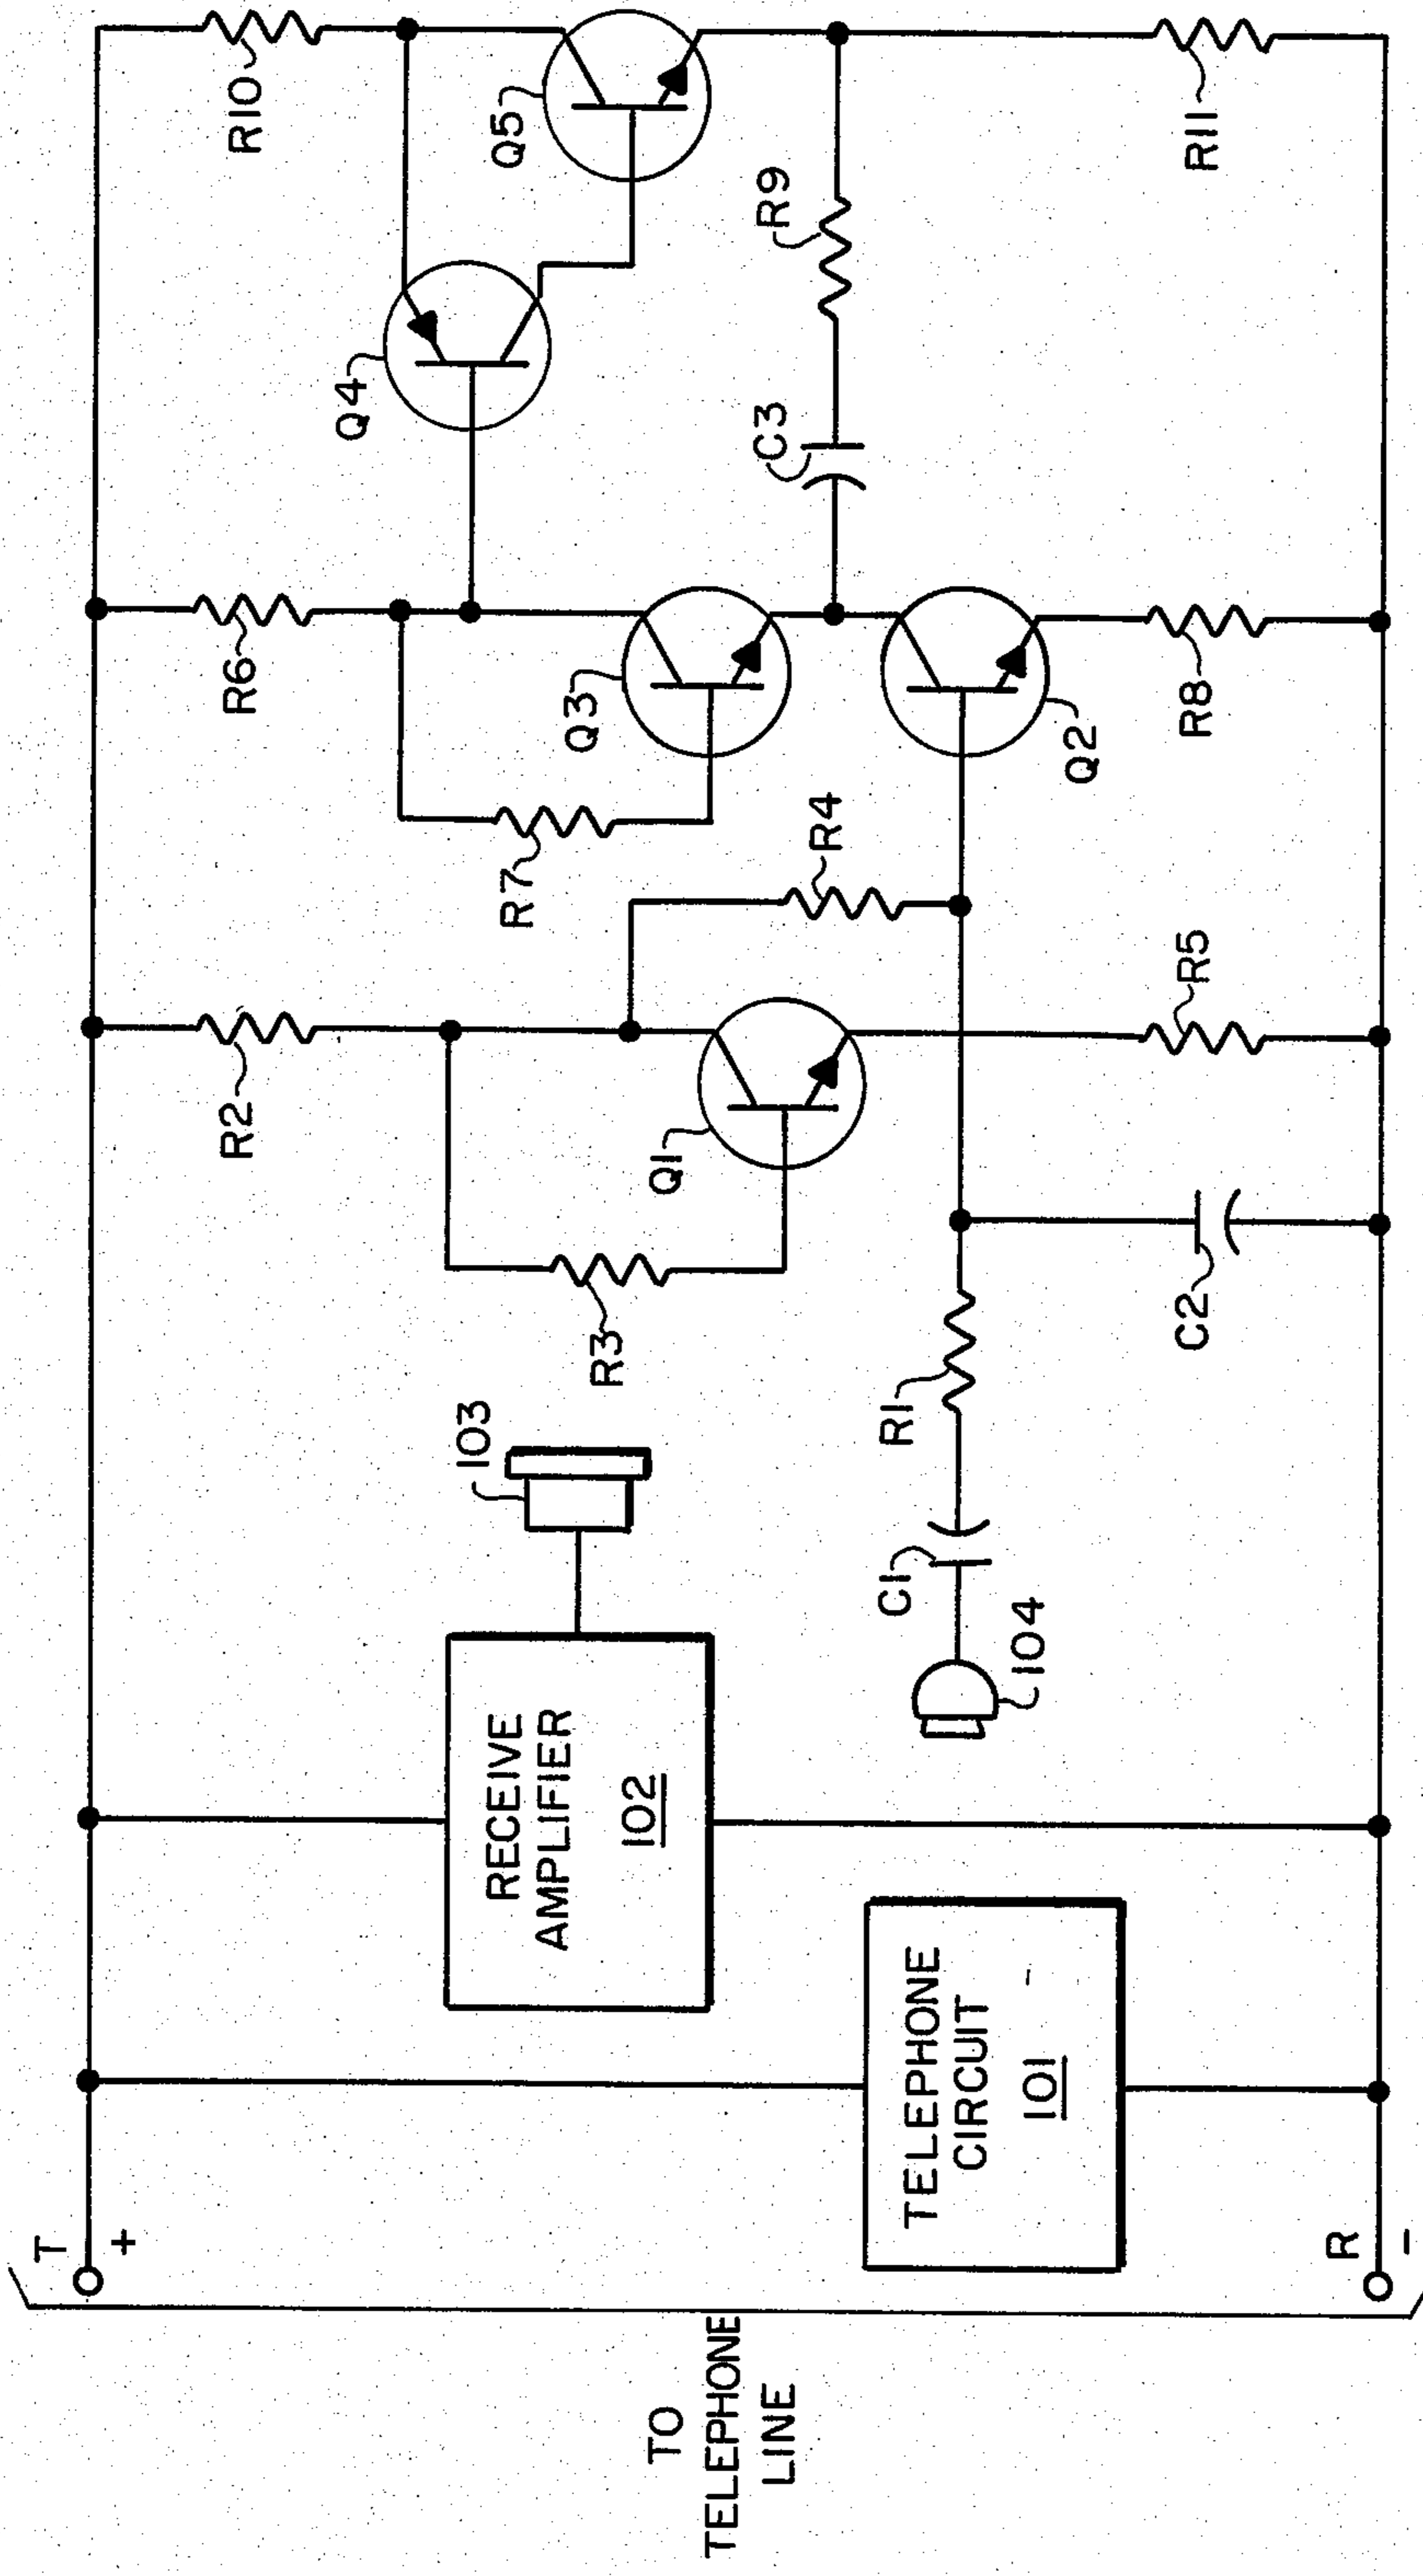 TO
TELEPHONE
LINE
T
+
R
–
TELEPHONE
CIRCUIT
101
RECEIVE
AMPLIFIER
102
103
104
C1
R1
C2
R3
R2
Q1
R5
R4
R7
R6
Q3
Q2
R8
Q4
C3
R9
Q5
R10
R11